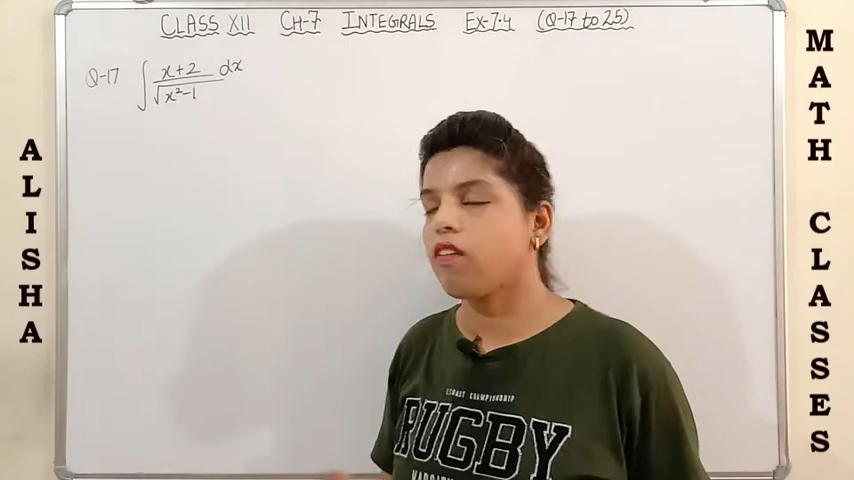 CLASS XII CH-7 INTEGRALS EX-7.4 (Q-17 to 25)
Q-17 ∫ x+2 / √x²-1 dx
ALISHA
MATH CLASSES
RUGBY